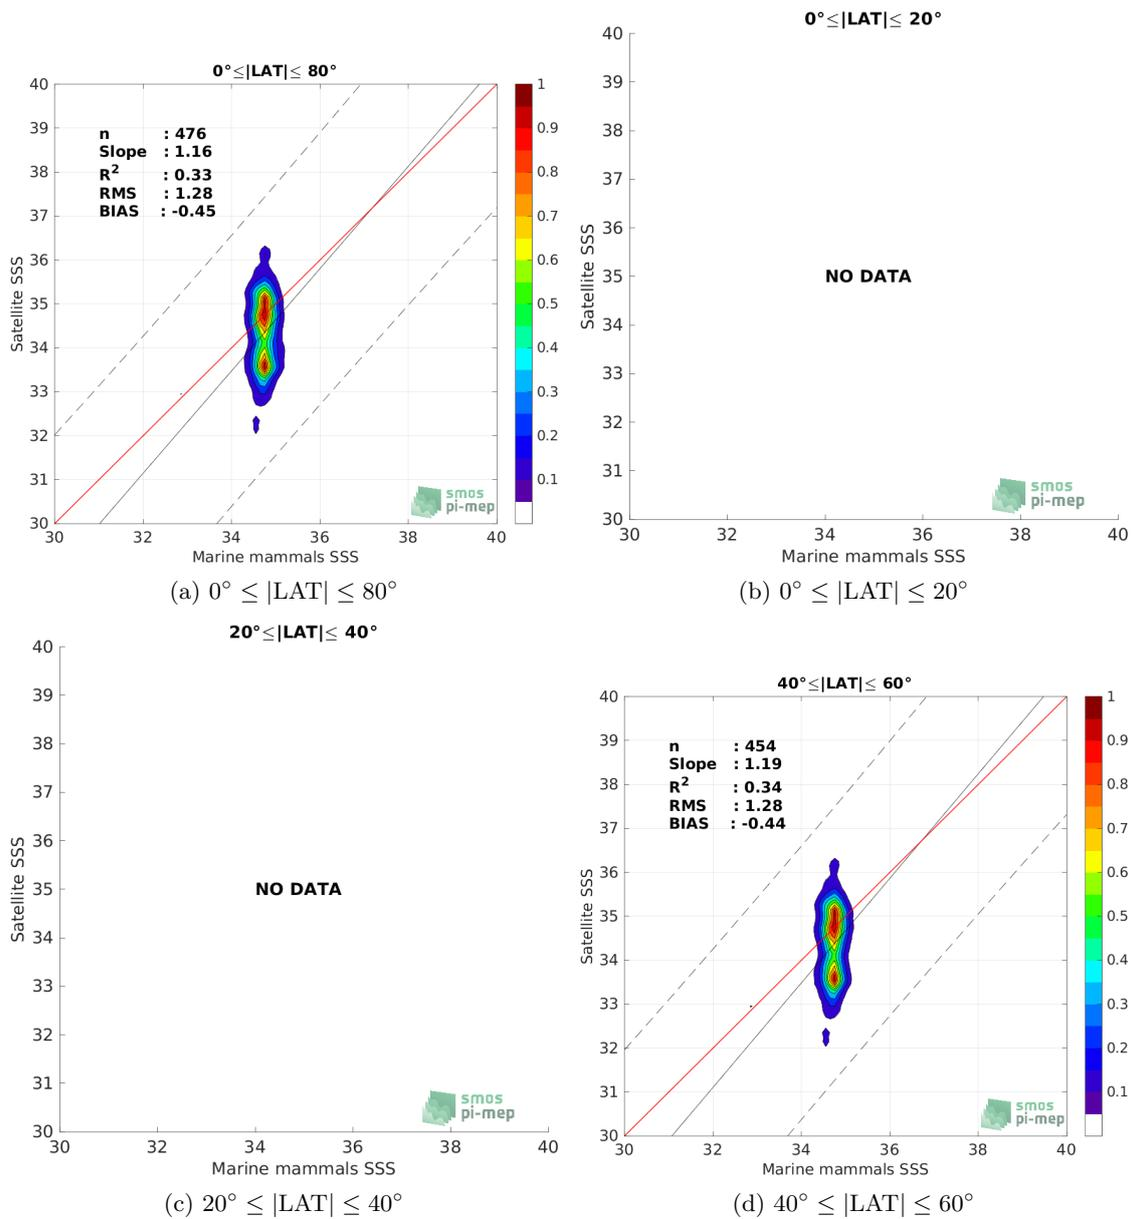 0°≤|LAT|≤ 80°
n : 476
Slope : 1.16
R² : 0.33
RMS : 1.28
BIAS : -0.45
40
39
38
37
36
35
34
33
32
31
30
Satellite SSS
30 32 34 36 38 40
Marine mammals SSS
1
0.9
0.8
0.7
0.6
0.5
0.4
0.3
0.2
0.1
smos
pi-mep
(a) 0° ≤ |LAT| ≤ 80°
0°≤|LAT|≤ 20°
40
39
38
37
36
35
34
33
32
31
30
Satellite SSS
NO DATA
30 32 34 36 38 40
Marine mammals SSS
smos
pi-mep
(b) 0° ≤ |LAT| ≤ 20°
20°≤|LAT|≤ 40°
40
39
38
37
36
35
34
33
32
31
30
Satellite SSS
NO DATA
30 32 34 36 38 40
Marine mammals SSS
smos
pi-mep
(c) 20° ≤ |LAT| ≤ 40°
40°≤|LAT|≤ 60°
n : 454
Slope : 1.19
R² : 0.34
RMS : 1.28
BIAS : -0.44
40
39
38
37
36
35
34
33
32
31
30
Satellite SSS
30 32 34 36 38 40
Marine mammals SSS
1
0.9
0.8
0.7
0.6
0.5
0.4
0.3
0.2
0.1
smos
pi-mep
(d) 40° ≤ |LAT| ≤ 60°